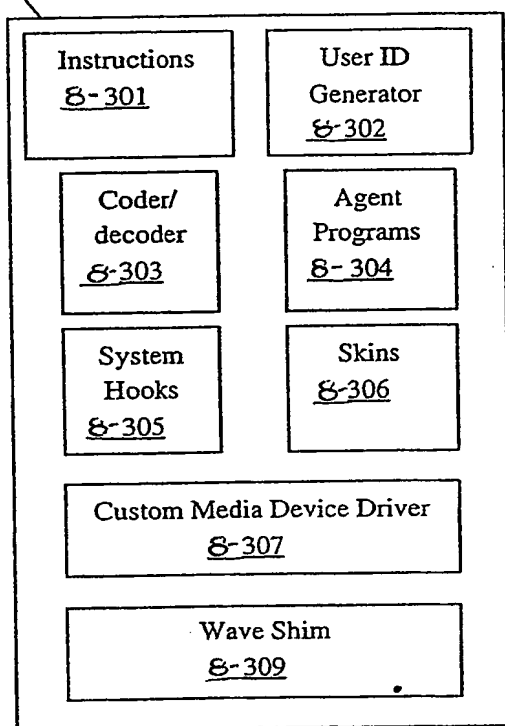 Instructions
8-301
User ID
Generator
8-302
Coder/
decoder
8-303
Agent
Programs
8-304
System
Hooks
8-305
Skins
8-306
Custom Media Device Driver
8-307
Wave Shim
8-309